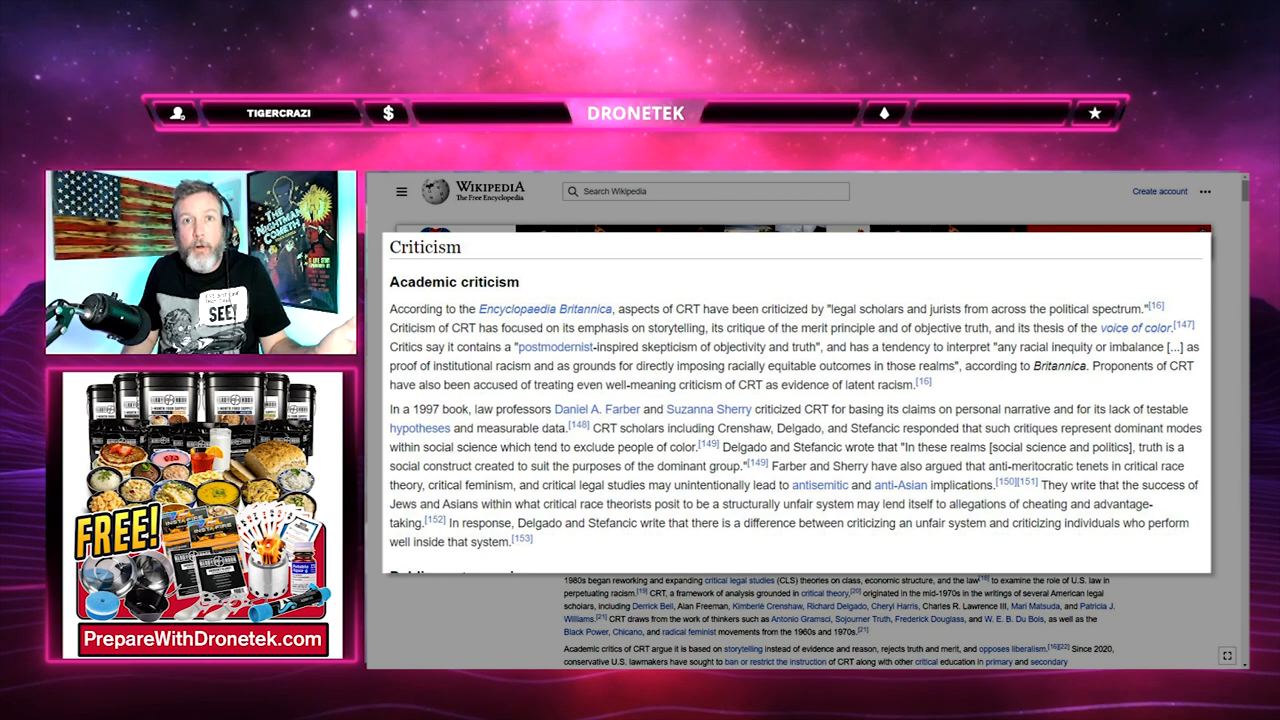 TIGERCRAZI
$
DRONETEK
WIKIPEDIA
The Free Encyclopedia
Search Wikipedia
Create account
THE
NIGHTMAN
COMETH
SEEY
Criticism
Academic criticism
According to the Encyclopaedia Britannica, aspects of CRT have been criticized by "legal scholars and jurists from across the political spectrum."[16]
Criticism of CRT has focused on its emphasis on storytelling, its critique of the merit principle and of objective truth, and its thesis of the voice of color.[147]
Critics say it contains a "postmodernist-inspired skepticism of objectivity and truth", and has a tendency to interpret "any racial inequity or imbalance [...] as
proof of institutional racism and as grounds for directly imposing racially equitable outcomes in those realms", according to Britannica. Proponents of CRT
have also been accused of treating even well-meaning criticism of CRT as evidence of latent racism.[16]
In a 1997 book, law professors Daniel A. Farber and Suzanna Sherry criticized CRT for basing its claims on personal narrative and for its lack of testable
hypotheses and measurable data.[148] CRT scholars including Crenshaw, Delgado, and Stefancic responded that such critiques represent dominant modes
within social science which tend to exclude people of color.[149] Delgado and Stefancic wrote that "In these realms [social science and politics], truth is a
social construct created to suit the purposes of the dominant group."[149] Farber and Sherry have also argued that anti-meritocratic tenets in critical race
theory, critical feminism, and critical legal studies may unintentionally lead to antisemitic and anti-Asian implications.[150][151] They write that the success of
Jews and Asians within what critical race theorists posit to be a structurally unfair system may lend itself to allegations of cheating and advantage-
taking.[152] In response, Delgado and Stefancic write that there is a difference between criticizing an unfair system and criticizing individuals who perform
well inside that system.[153]
1980s began reworking and expanding critical legal studies (CLS) theories on class, economic structure, and the law[18] to examine the role of U.S. law in
perpetuating racism.[19] CRT, a framework of analysis grounded in critical theory,[20] originated in the mid-1970s in the writings of several American legal
scholars, including Derrick Bell, Alan Freeman, Kimberlé Crenshaw, Richard Delgado, Cheryl Harris, Charles R. Lawrence III, Mari Matsuda, and Patricia J.
Williams.[21] CRT draws from the work of thinkers such as Antonio Gramsci, Sojourner Truth, Frederick Douglass, and W. E. B. Du Bois, as well as the
Black Power, Chicano, and radical feminist movements from the 1960s and 1970s.[21]
Academic critics of CRT argue it is based on storytelling instead of evidence and reason, rejects truth and merit, and opposes liberalism.[16][22] Since 2020,
conservative U.S. lawmakers have sought to ban or restrict the instruction of CRT along with other critical education in primary and secondary
FREE!
PrepareWithDronetek.com